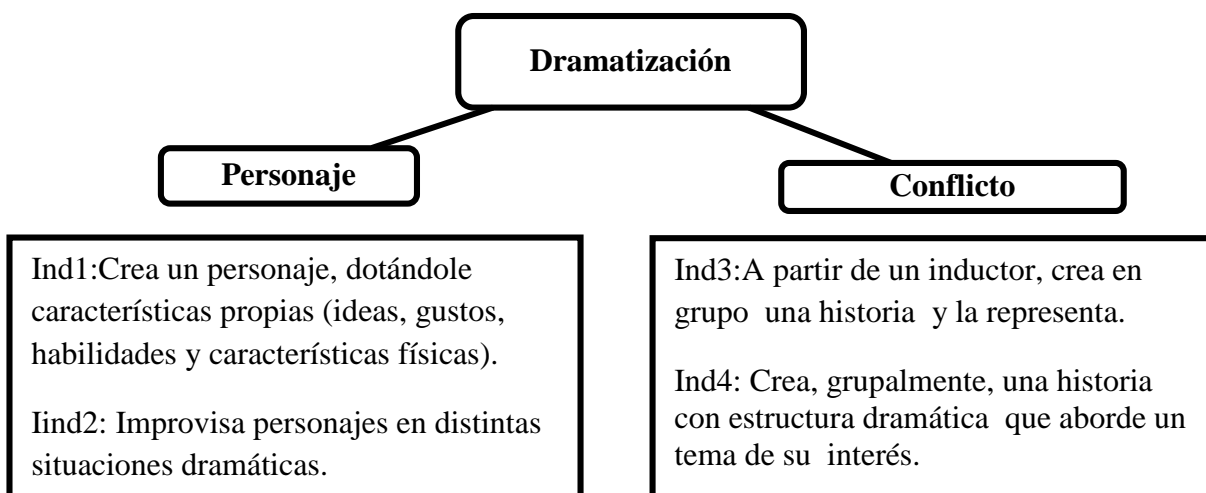 Dramatización
Personaje
Conflicto
Ind1:Crea un personaje, dotándole
características propias (ideas, gustos,
habilidades y características físicas).
Iind2: Improvisa personajes en distintas
situaciones dramáticas.
Ind3:A partir de un inductor, crea en
grupo una historia y la representa.
Ind4: Crea, grupalmente, una historia
con estructura dramática que aborde un
tema de su interés.